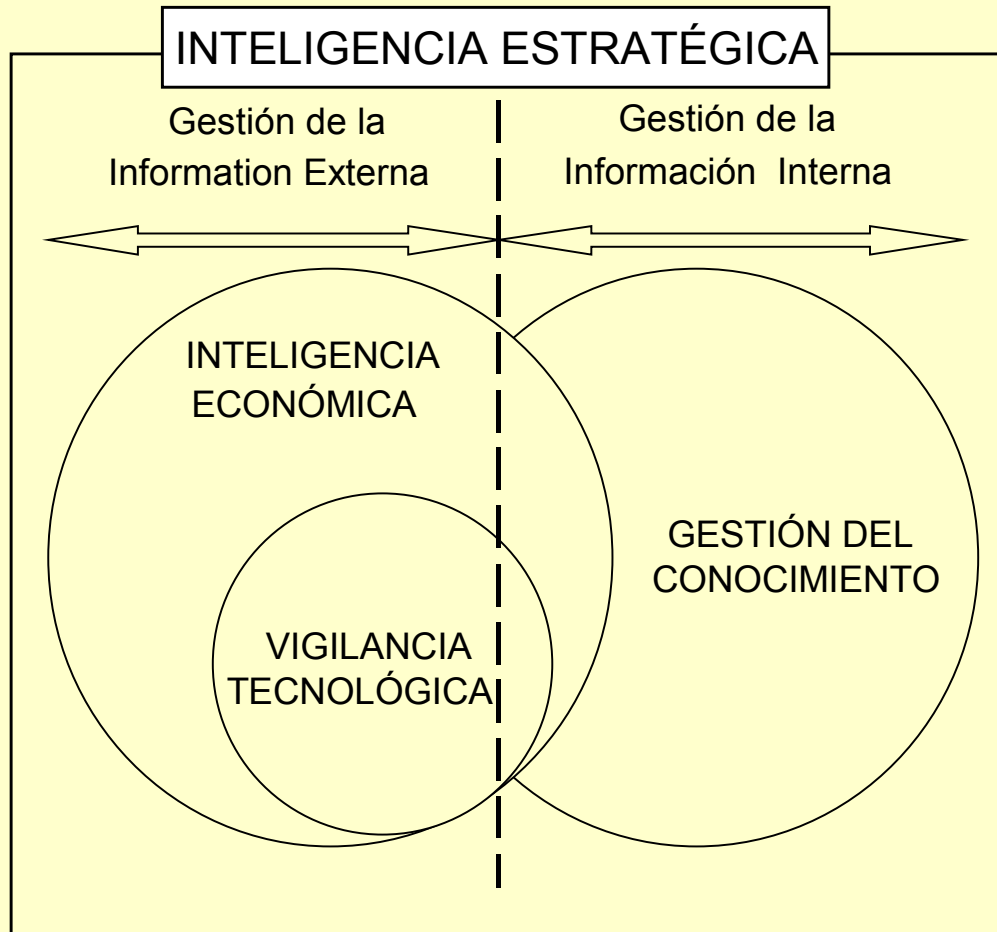 INTELIGENCIA ESTRATÉGICA
Gestión de la
Information Externa
Gestión de la
Información Interna
INTELIGENCIA
ECONÓMICA
GESTIÓN DEL
CONOCIMIENTO
VIGILANCIA
TECNOLÓGICA